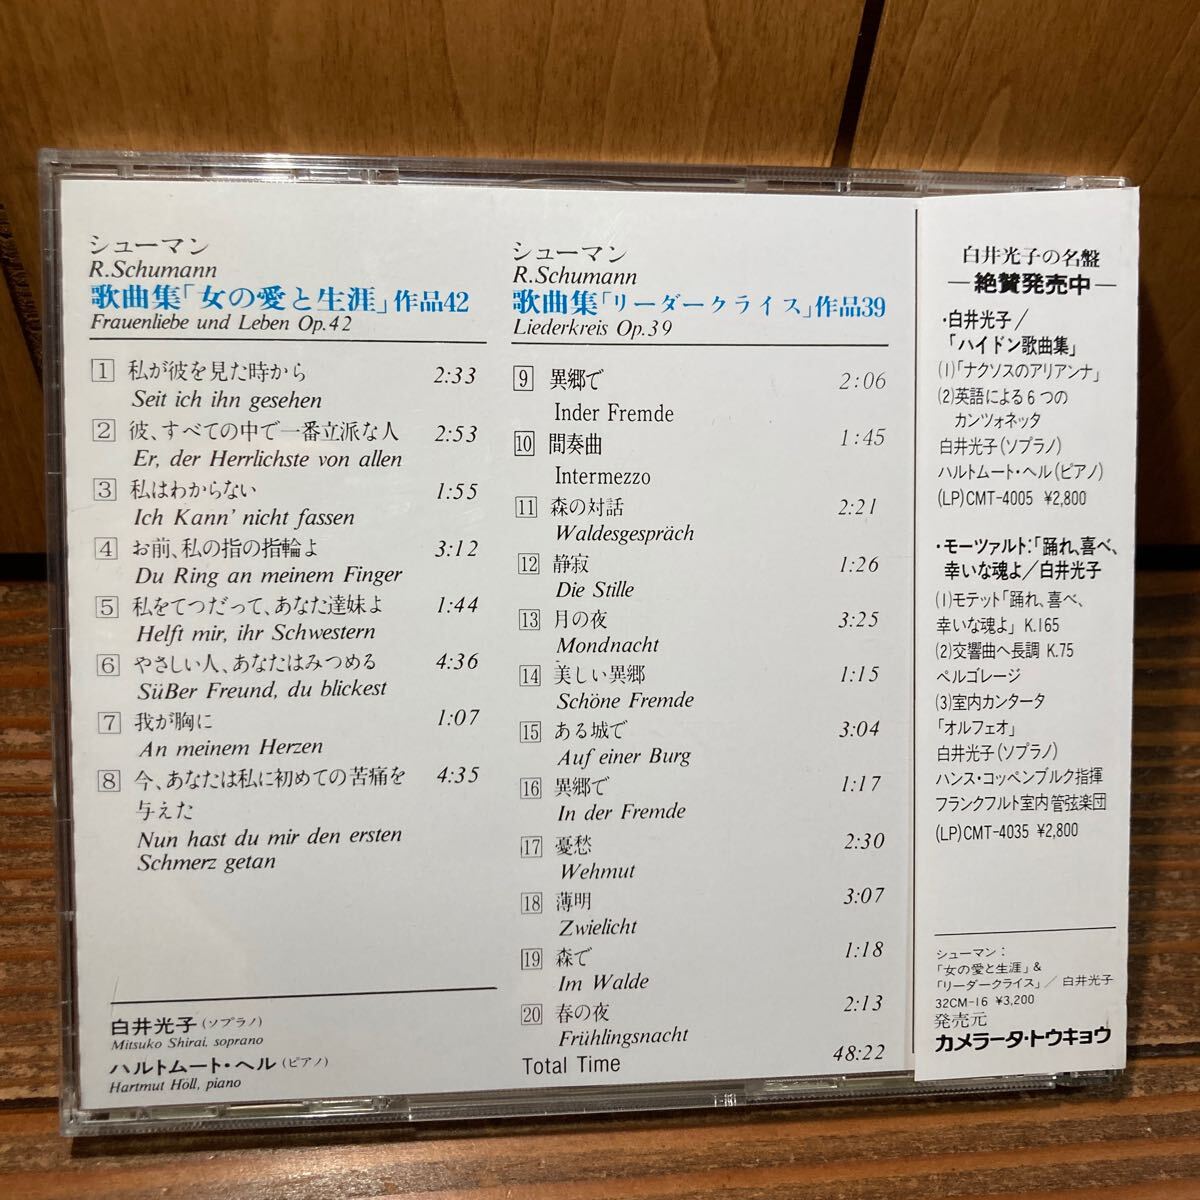 シューマン
R.Schumann
歌曲集「女の愛と生涯」作品42
Frauenliebe und Leben Op.42
1 私が彼を見た時から 2:33
Seit ich ihn gesehen
2 彼、すべての中で一番立派な人 2:53
Er, der Herrlichste von allen
3 私はわからない 1:55
Ich Kann' nicht fassen
4 お前、私の指の指輪よ 3:12
Du Ring an meinem Finger
5 私をてつだって、あなた達妹よ 1:44
Helft mir, ihr Schwestern
6 やさしい人、あなたはみつめる 4:36
SüBer Freund, du blickest
7 我が胸に 1:07
An meinem Herzen
8 今、あなたは私に初めての苦痛を 4:35
与えた
Nun hast du mir den ersten
Schmerz getan
白井光子(ソプラノ)
Mitsuko Shirai, soprano
ハルトムート・ヘル(ピアノ)
Hartmut Höll, piano
シューマン
R.Schumann
歌曲集「リーダークライス」作品39
Liederkreis Op.39
9 異郷で 2:06
Inder Fremde
10 間奏曲 1:45
Intermezzo
11 森の対話 2:21
Waldesgespräch
12 静寂 1:26
Die Stille
13 月の夜 3:25
Mondnacht
14 美しい異郷 1:15
Schöne Fremde
15 ある城で 3:04
Auf einer Burg
16 異郷で 1:17
In der Fremde
17 憂愁 2:30
Wehmut
18 薄明 3:07
Zwielicht
19 森で 1:18
Im Walde
20 春の夜 2:13
Frühlingsnacht
Total Time 48:22
白井光子の名盤
—絶賛発売中—
・白井光子/
「ハイドン歌曲集」
(1)「ナクソスのアリアンナ」
(2)英語による6つの
カンツォネッタ
白井光子(ソプラノ)
ハルトムート・ヘル(ピアノ)
(LP)CMT-4005 ¥2,800
・モーツァルト:「踊れ、喜べ、
幸いな魂よ/白井光子
(1)モテット「踊れ、喜べ、
幸いな魂よ」K.165
(2)交響曲ヘ長調 K.75
ペルゴレージ
(3)室内カンタータ
「オルフェオ」
白井光子(ソプラノ)
ハンス・コッペンブルク指揮
フランクフルト室内管弦楽団
(LP)CMT-4035 ¥2,800
シューマン:
「女の愛と生涯」&
「リーダークライス」/白井光子
32CM-16 ¥3,200
発売元
カメラータ・トウキョウ